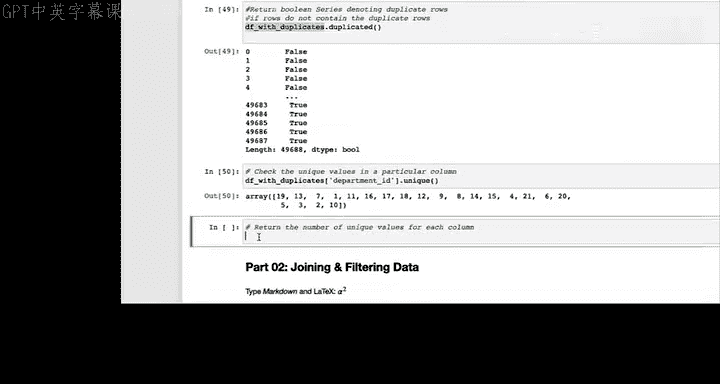 GPT中英字幕课
In [49]: #Return boolean Series denoting duplicate rows
#if rows do not contain the duplicate rows
df_with_duplicates.duplicated()
Out[49]: 0 False
1 False
2 False
3 False
4 False
...
49683 True
49684 True
49685 True
49686 True
49687 True
Length: 49688, dtype: bool
In [50]: # Check the unique values in a particular column
df_with_duplicates['department_id'].unique()
Out[50]: array([19, 13, 7, 1, 11, 16, 17, 18, 12, 9, 8, 14, 15, 4, 21, 6, 20,
5, 3, 2, 10])
In [ ]: # Return the number of unique values for each column
Part 02: Joining & Filtering Data
Type Markdown and LaTeX: α²